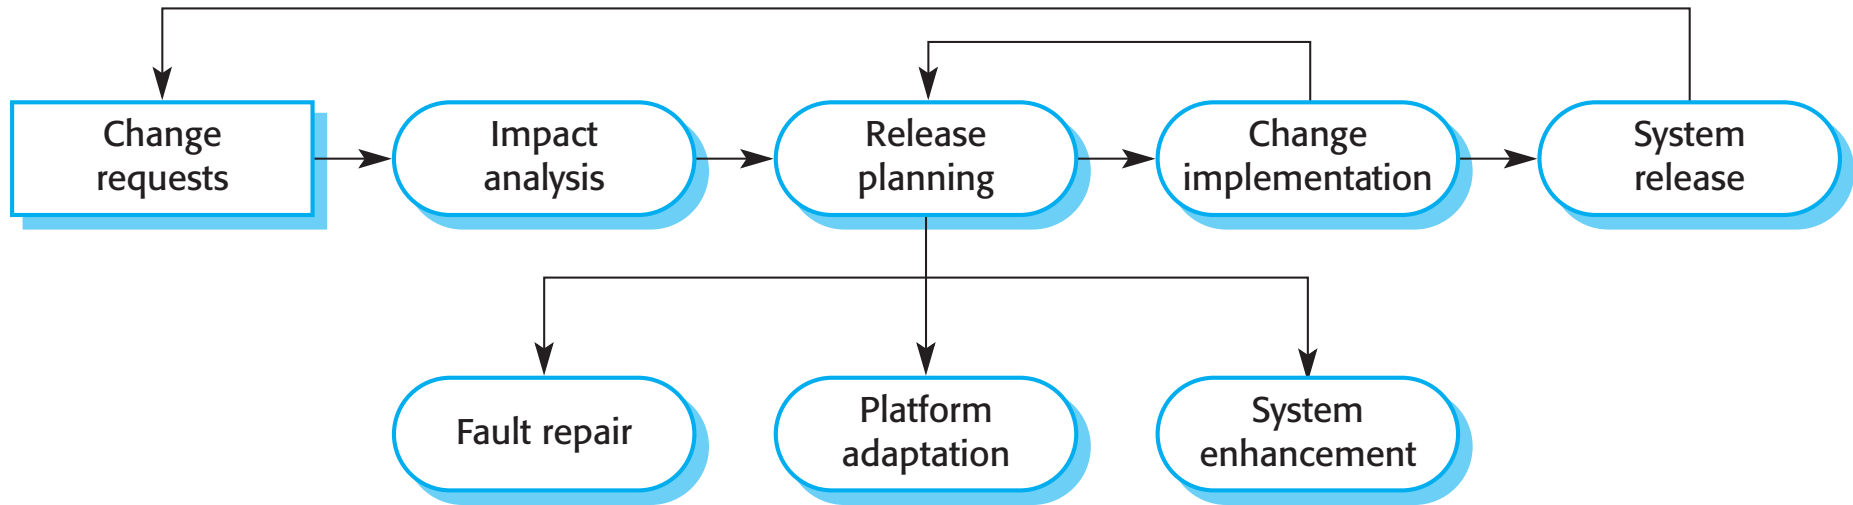 Change
requests
Impact
analysis
Release
planning
Change
implementation
System
release
Fault repair
Platform
adaptation
System
enhancement